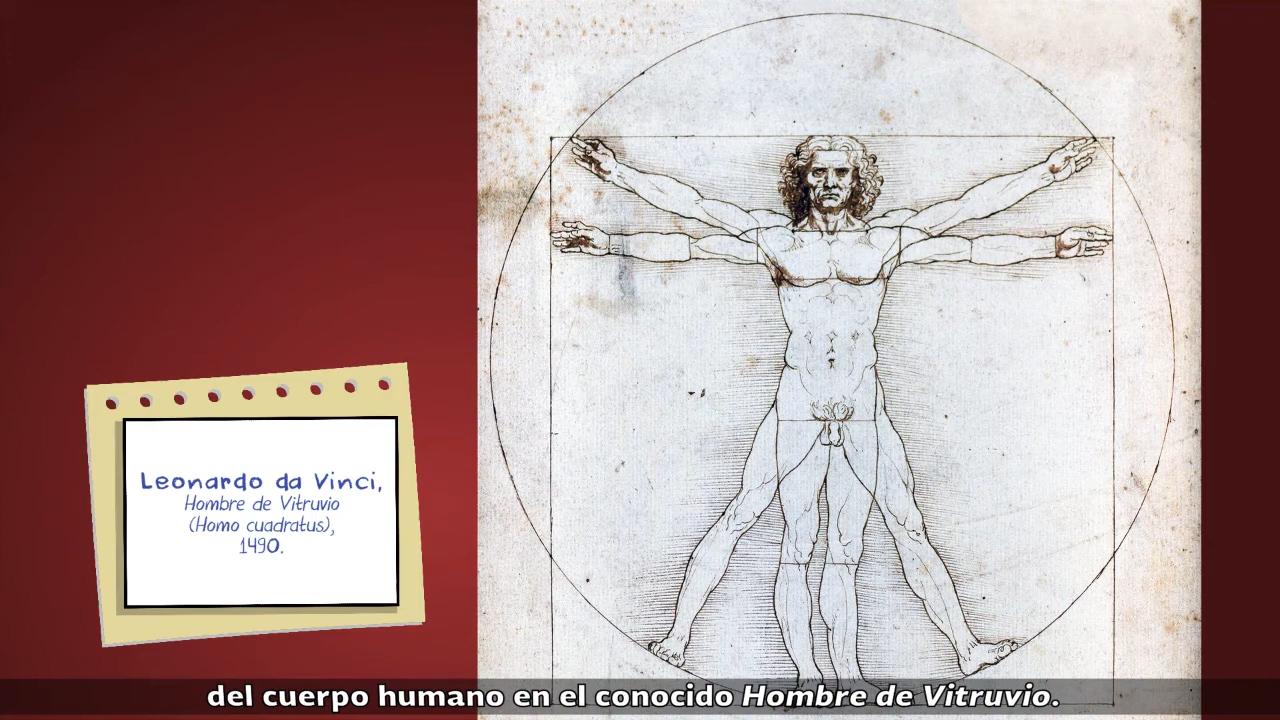 Leonardo da Vinci,
Hombre de Vitruvio
(Homo cuadratus),
1490.
del cuerpo humano en el conocido Hombre de Vitruvio.